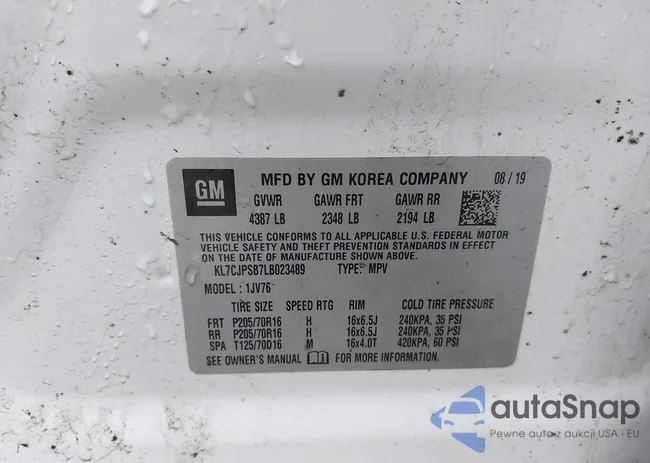 GM
MFD BY GM KOREA COMPANY 08 / 19
GVWR GAWR FRT GAWR RR
4387 LB 2348 LB 2194 LB
THIS VEHICLE CONFORMS TO ALL APPLICABLE U.S. FEDERAL MOTOR
VEHICLE SAFETY AND THEFT PREVENTION STANDARDS IN EFFECT
ON THE DATE OF MANUFACTURE SHOWN ABOVE.
KL7CJPSB7LB023489 TYPE: MPV
MODEL : 1JV76
TIRE SIZE SPEED RTG RIM COLD TIRE PRESSURE
FRT P205/70R16 H 16x6.5J 240KPA, 35 PSI
RR P205/70R16 H 16x6.5J 240KPA, 35 PSI
SPA T125/70D16 M 16x4.0T 420KPA, 60 PSI
SEE OWNER'S MANUAL FOR MORE INFORMATION.
autaSnap
Pewne auta z aukcji USA i EU